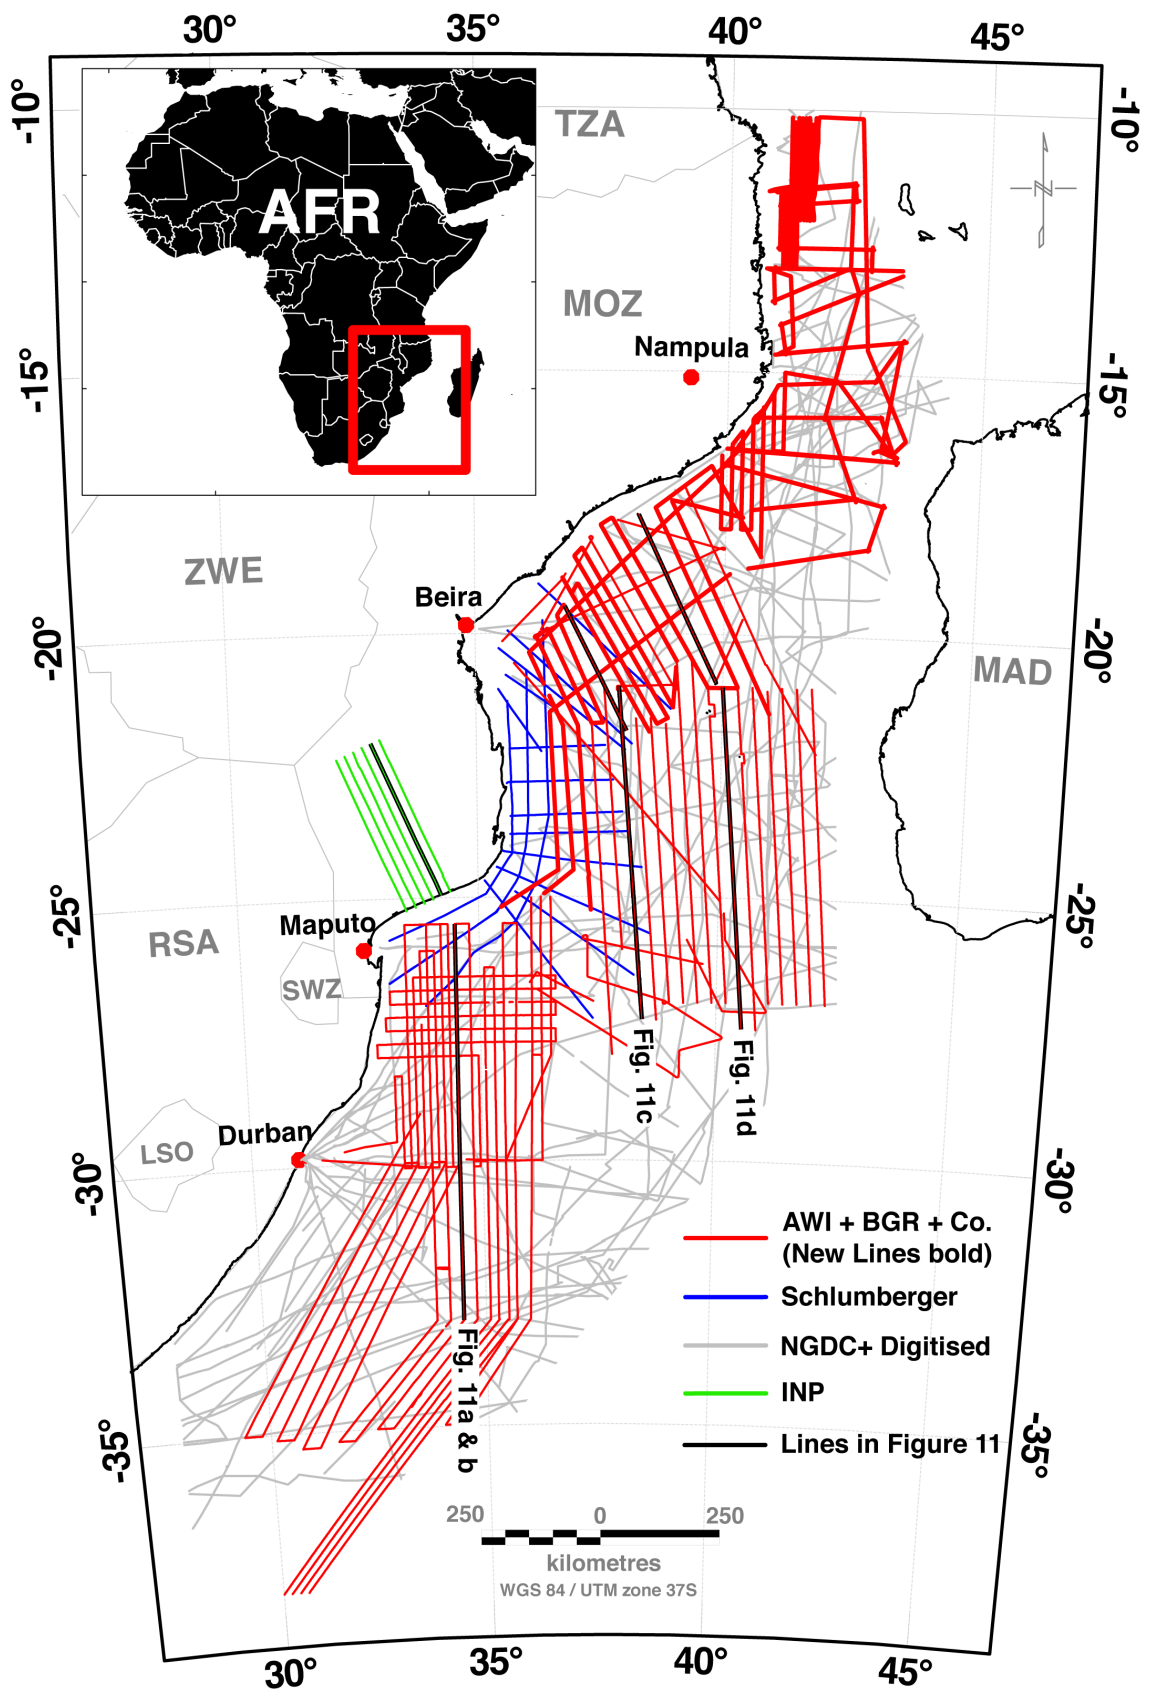 30° 35° 40° 45°
-10° -10°
AFR
TZA
MOZ
Nampula
-15° -15°
ZWE
Beira
-20° -20°
MAD
-25° -25°
Maputo
RSA
SWZ
Fig. 11c
Fig. 11d
Durban
LSO
-30° -30°
AWI + BGR + Co.
(New Lines bold)
Schlumberger
NGDC+ Digitised
INP
Lines in Figure 11
Fig. 11a & b
-35° -35°
250 0 250
kilometres
WGS 84 / UTM zone 37S
30° 35° 40° 45°